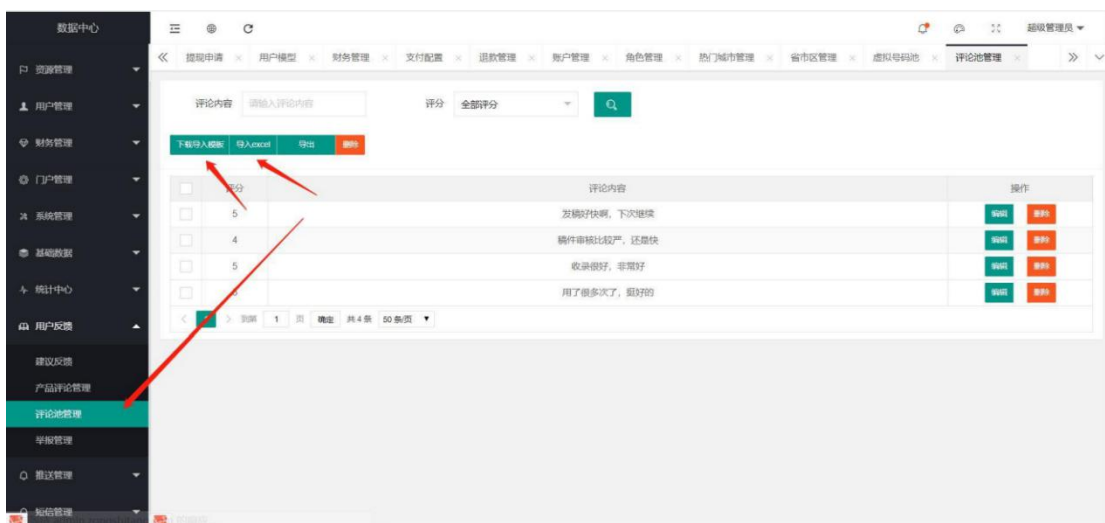 数据中心
超级管理员
提现申请 用户模型 财务管理 支付配置 退款管理 账户管理 角色管理 热门城市管理 省市区管理 虚拟号码池 评论池管理
资源管理
用户管理
财务管理
门户管理
系统管理
基础数据
统计中心
用户反馈
建议反馈
产品评论管理
评论池管理
举报管理
推送管理
短信管理
评论内容 请输入评论内容 评分 全部评分
下载导入模板 导入excel 导出 删除
评分 评论内容 操作
5 发稿好快啊，下次继续 编辑 删除
4 稿件审核比较严，还是快 编辑 删除
5 收录很好，非常好 编辑 删除
用了很多次了，挺好的 编辑 删除
到第 1 页 确定 共 4 条 50 条/页